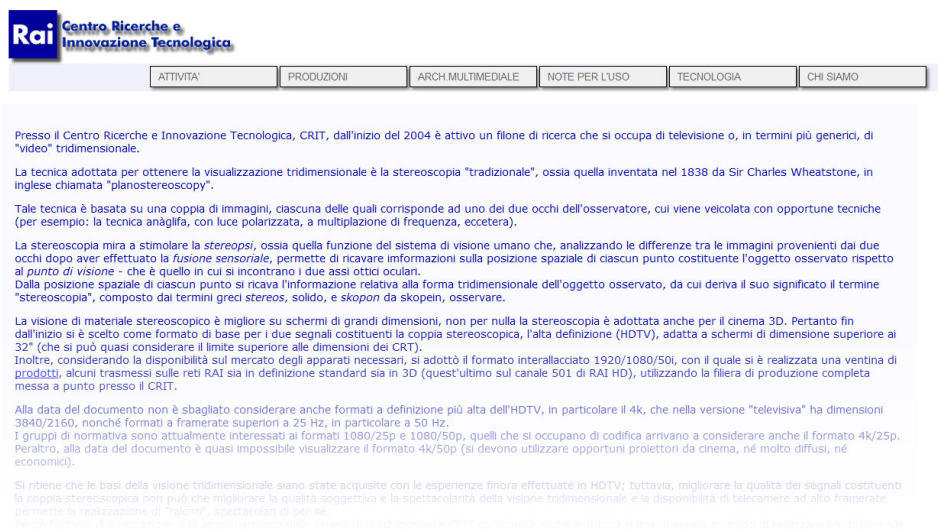 Rai Centro Ricerche e
Innovazione Tecnologica
ATTIVITA' PRODUZIONI ARCH.MULTIMEDIALE NOTE PER L'USO TECNOLOGIA CHI SIAMO
Presso il Centro Ricerche e Innovazione Tecnologica, CRIT, dall'inizio del 2004 è attivo un filone di ricerca che si occupa di televisione o, in termini più generici, di
"video" tridimensionale.
La tecnica adottata per ottenere la visualizzazione tridimensionale è la stereoscopia "tradizionale", ossia quella inventata nel 1838 da Sir Charles Wheatstone, in
inglese chiamata "planostereoscopy".
Tale tecnica è basata su una coppia di immagini, ciascuna delle quali corrisponde ad uno dei due occhi dell'osservatore, cui viene veicolata con opportune tecniche
(per esempio: la tecnica anàglifa, con luce polarizzata, a multiplazione di frequenza, eccetera).
La stereoscopia mira a stimolare la stereopsi, ossia quella funzione del sistema di visione umano che, analizzando le differenze tra le immagini provenienti dai due
occhi dopo aver effettuato la fusione sensoriale, permette di ricavare imformazioni sulla posizione spaziale di ciascun punto costituente l'oggetto osservato rispetto
al punto di visione - che è quello in cui si incontrano i due assi ottici oculari.
Dalla posizione spaziale di ciascun punto si ricava l'informazione relativa alla forma tridimensionale dell'oggetto osservato, da cui deriva il suo significato il termine
"stereoscopia", composto dai termini greci stereos, solido, e skopon da skopein, osservare.
La visione di materiale stereoscopico è migliore su schermi di grandi dimensioni, non per nulla la stereoscopia è adottata anche per il cinema 3D. Pertanto fin
dall'inizio si è scelto come formato di base per i due segnali costituenti la coppia stereoscopica, l'alta definizione (HDTV), adatta a schermi di dimensione superiore ai
32" (che si può quasi considerare il limite superiore alle dimensioni dei CRT).
Inoltre, considerando la disponibilità sul mercato degli apparati necessari, si adottò il formato interallacciato 1920/1080/50i, con il quale si è realizzata una ventina di
prodotti, alcuni trasmessi sulle reti RAI sia in definizione standard sia in 3D (quest'ultimo sul canale 501 di RAI HD), utilizzando la filiera di produzione completa
messa a punto presso il CRIT.
Alla data del documento non è sbagliato considerare anche formati a definizione più alta dell'HDTV, in particolare il 4k, che nella versione "televisiva" ha dimensioni
3840/2160, nonché formati a framerate superiori a 25 Hz, in particolare a 50 Hz.
I gruppi di normativa sono attualmente interessati ai formati 1080/25p e 1080/50p, quelli che si occupano di codifica arrivano a considerare anche il formato 4k/25p.
Peraltro, alla data del documento è quasi impossibile visualizzare il formato 4k/50p (si devono utilizzare opportuni proiettori da cinema, né molto diffusi, né
economici).
Si ritiene che le basi della visione tridimensionale siano state acquisite con le esperienze finora effettuate in HDTV; tuttavia, migliorare la qualità dei segnali costituenti
la coppia stereoscopica non può che migliorare la qualità soggettiva e la spettacolarità della visione tridimensionale e la disponibilità di telecamere ad alto framerate
permette la realizzazione di "ralenti", spettacolari di per sé.